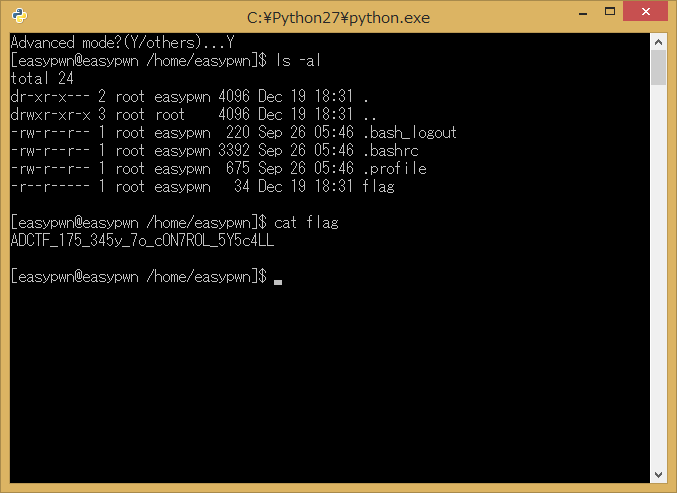 C:¥Python27¥python.exe
Advanced mode?(Y/others)...Y
[easypwn@easypwn /home/easypwn]$ ls -al
total 24
dr-xr-x--- 2 root easypwn 4096 Dec 19 18:31 .
drwxr-xr-x 3 root root    4096 Dec 19 18:31 ..
-rw-r--r-- 1 root easypwn  220 Sep 26 05:46 .bash_logout
-rw-r--r-- 1 root easypwn 3392 Sep 26 05:46 .bashrc
-rw-r--r-- 1 root easypwn  675 Sep 26 05:46 .profile
-r--r----- 1 root easypwn   34 Dec 19 18:31 flag
[easypwn@easypwn /home/easypwn]$ cat flag
ADCTF_175_345y_7o_cON7ROL_5Y5c4LL
[easypwn@easypwn /home/easypwn]$